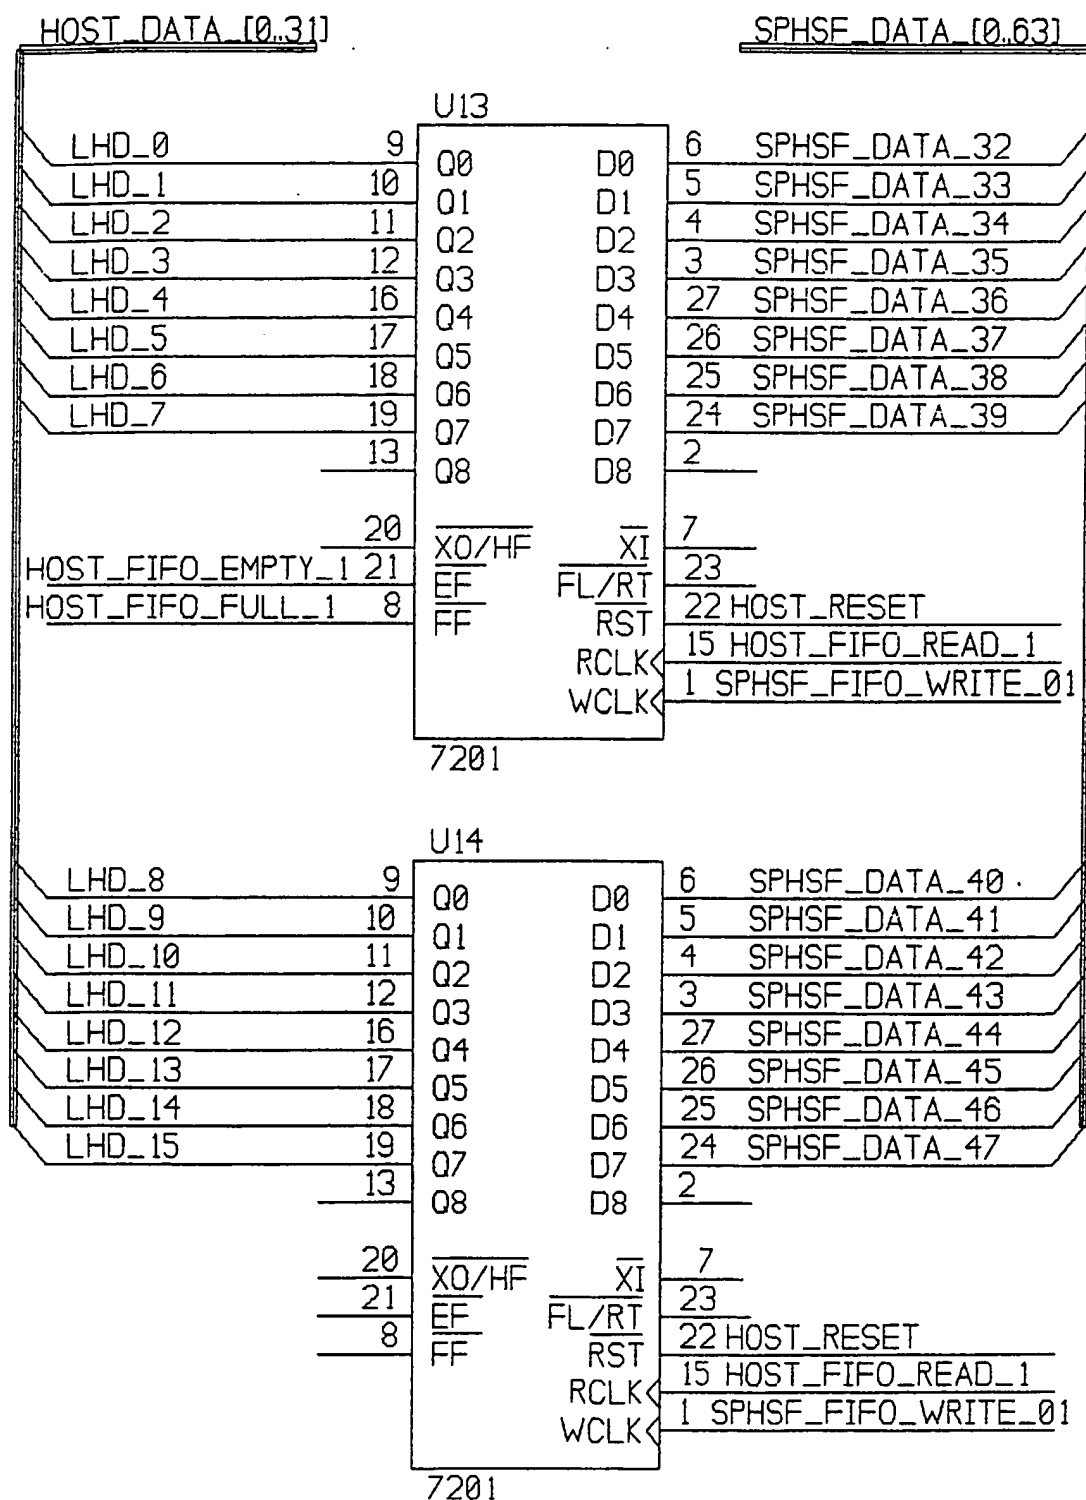 HOST_DATA_[0..31] SPHSF_DATA_[0..63]
U13
LHD_0 9 Q0 D0 6 SPHSF_DATA_32
LHD_1 10 Q1 D1 5 SPHSF_DATA_33
LHD_2 11 Q2 D2 4 SPHSF_DATA_34
LHD_3 12 Q3 D3 3 SPHSF_DATA_35
LHD_4 16 Q4 D4 27 SPHSF_DATA_36
LHD_5 17 Q5 D5 26 SPHSF_DATA_37
LHD_6 18 Q6 D6 25 SPHSF_DATA_38
LHD_7 19 Q7 D7 24 SPHSF_DATA_39
13 Q8 D8 2
20 XO/HF XI 7
HOST_FIFO_EMPTY_1 21 EF FL/RT 23
HOST_FIFO_FULL_1 8 FF RST 22 HOST_RESET
RCLK 15 HOST_FIFO_READ_1
WCLK 1 SPHSF_FIFO_WRITE_01
7201
U14
LHD_8 9 Q0 D0 6 SPHSF_DATA_40
LHD_9 10 Q1 D1 5 SPHSF_DATA_41
LHD_10 11 Q2 D2 4 SPHSF_DATA_42
LHD_11 12 Q3 D3 3 SPHSF_DATA_43
LHD_12 16 Q4 D4 27 SPHSF_DATA_44
LHD_13 17 Q5 D5 26 SPHSF_DATA_45
LHD_14 18 Q6 D6 25 SPHSF_DATA_46
LHD_15 19 Q7 D7 24 SPHSF_DATA_47
13 Q8 D8 2
20 XO/HF XI 7
21 EF FL/RT 23
8 FF RST 22 HOST_RESET
RCLK 15 HOST_FIFO_READ_1
WCLK 1 SPHSF_FIFO_WRITE_01
7201